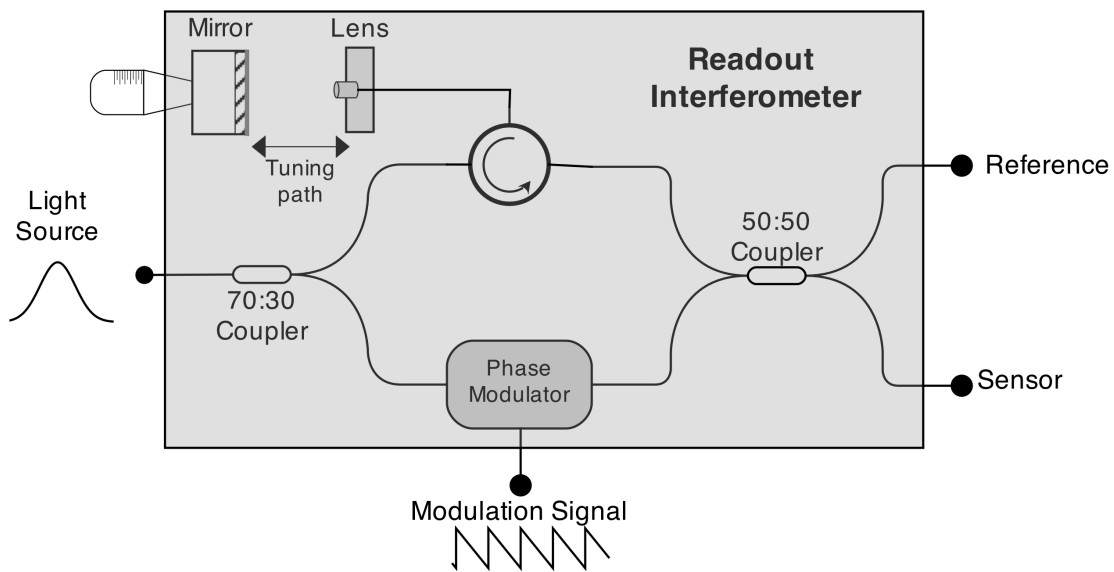 Mirror
Lens
Readout
Interferometer
Tuning
path
Light
Source
Reference
50:50
Coupler
70:30
Coupler
Phase
Modulator
Sensor
Modulation Signal